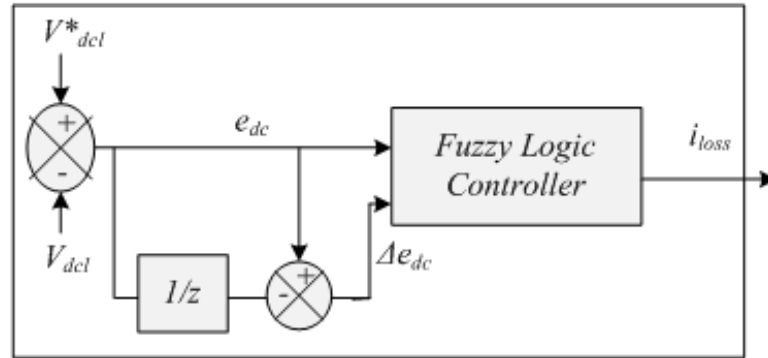 V*dcl
+
-
Vdcl
edc
Fuzzy Logic
Controller
iloss
1/z
+
-
Δedc